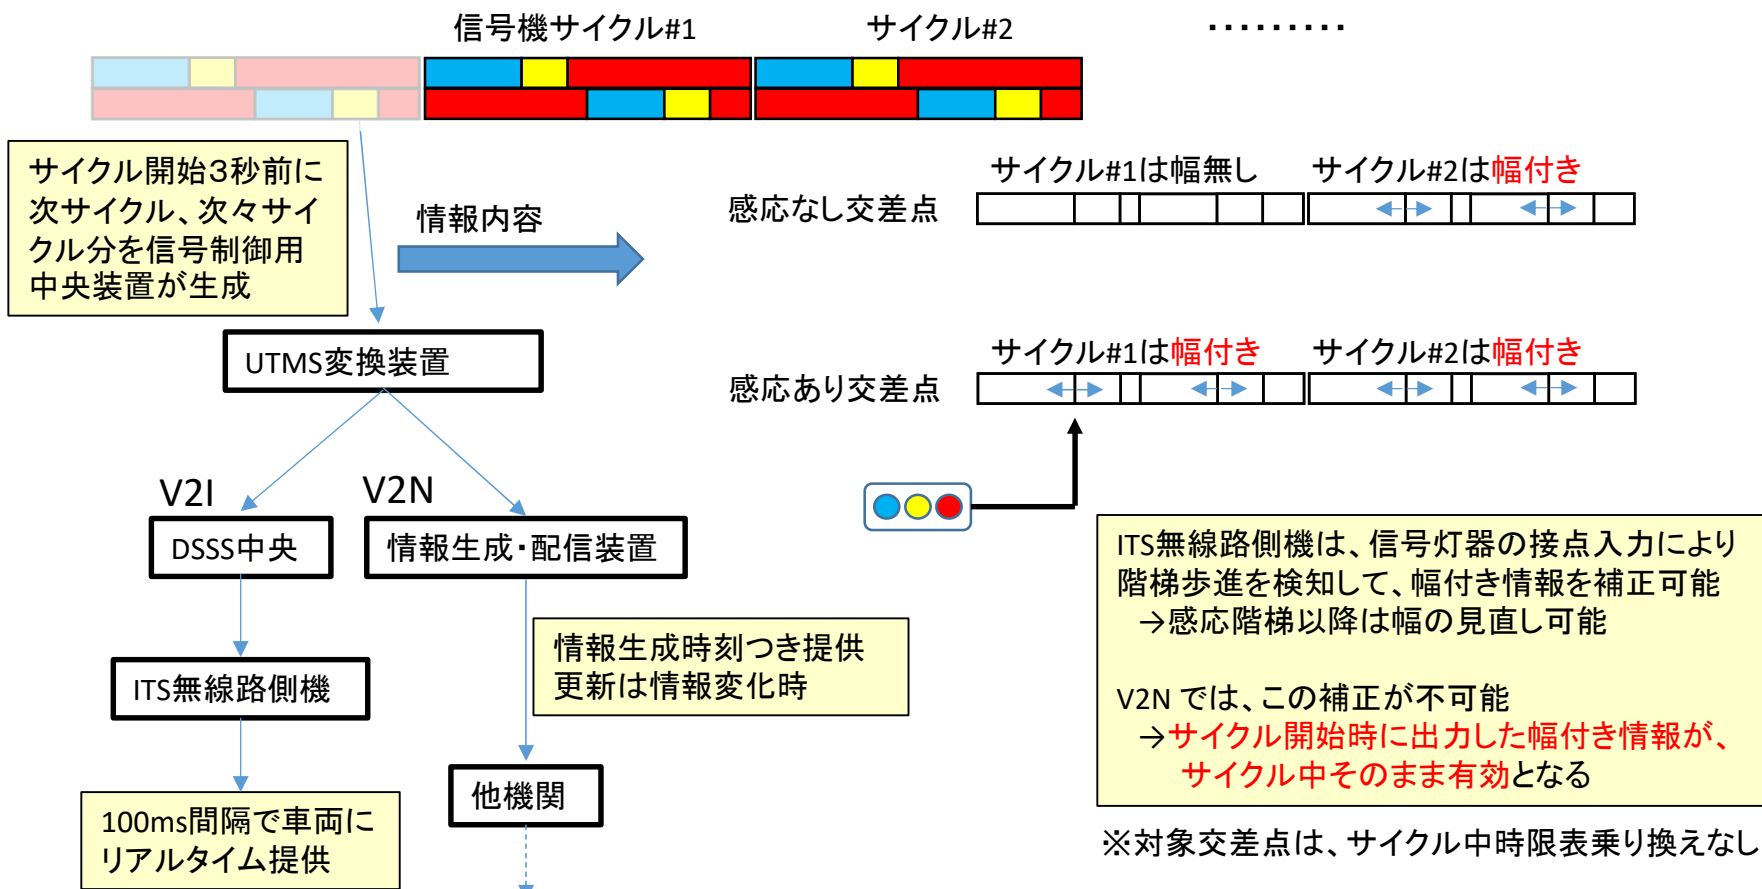 信号機サイクル#1
サイクル#2
・・・・・・・・・
サイクル開始3秒前に
次サイクル、次々サイ
クル分を信号制御用
中央装置が生成
情報内容
感応なし交差点
サイクル#1は幅無し
サイクル#2は幅付き
UTMS変換装置
感応あり交差点
サイクル#1は幅付き
サイクル#2は幅付き
V2I
V2N
DSSS中央
情報生成・配信装置
ITS無線路側機は、信号灯器の接点入力により
階梯歩進を検知して、幅付き情報を補正可能
→感応階梯以降は幅の見直し可能
V2N では、この補正が不可能
→サイクル開始時に出力した幅付き情報が、
サイクル中そのまま有効となる
情報生成時刻つき提供
更新は情報変化時
ITS無線路側機
他機関
100ms間隔で車両に
リアルタイム提供
※対象交差点は、サイクル中時限表乗り換えなし